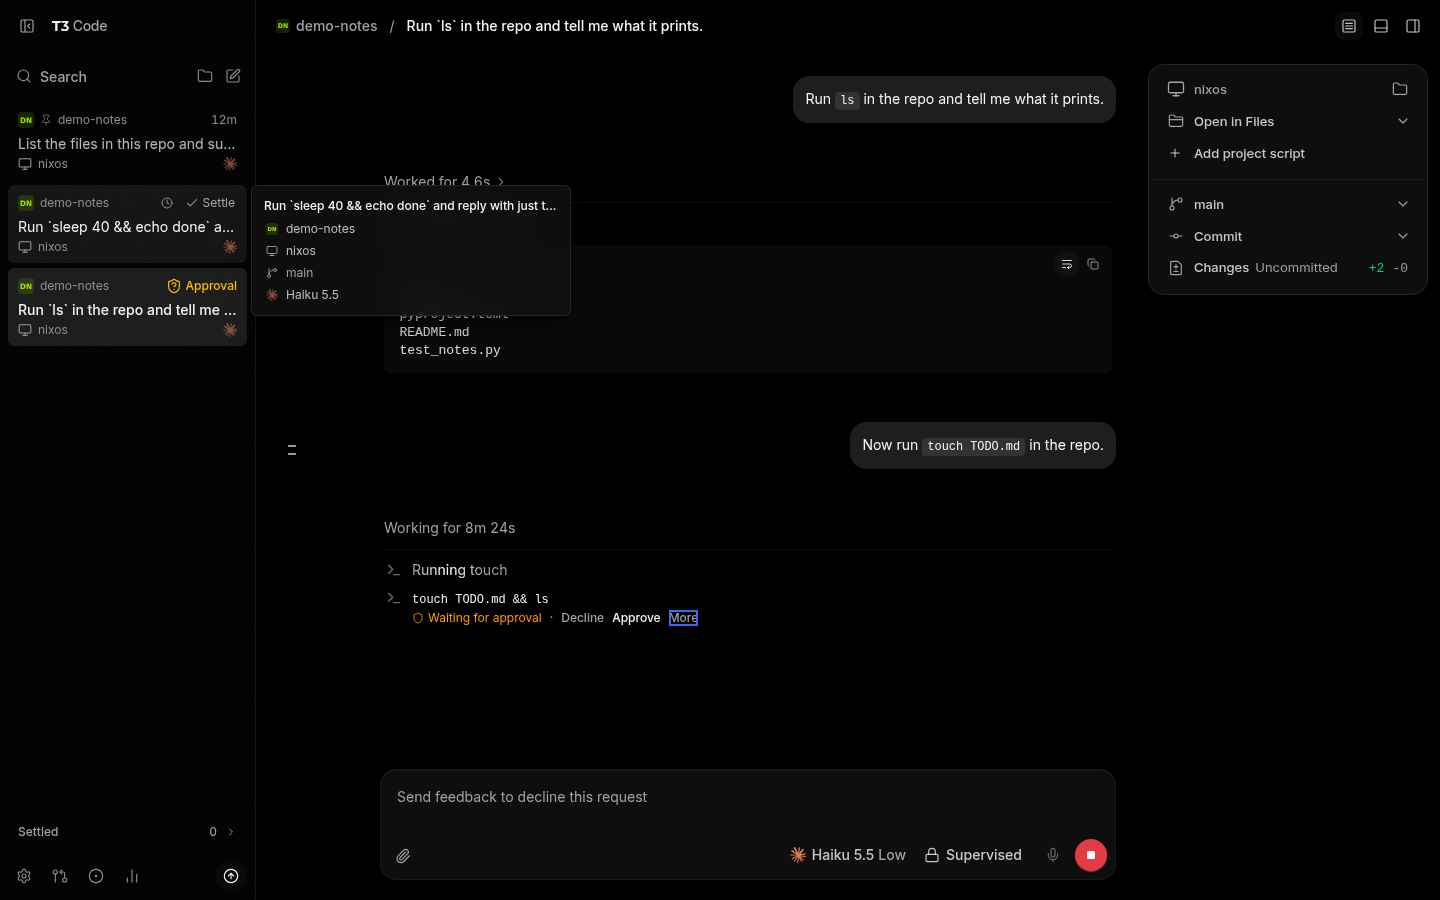 T3 Code
Search
DN demo-notes 12m
List the files in this repo and su...
nixos
DN demo-notes Settle
Run `sleep 40 && echo done` a...
nixos
DN demo-notes Approval
Run `ls` in the repo and tell me ...
nixos
Settled 0
DN demo-notes / Run `ls` in the repo and tell me what it prints.
Run ls in the repo and tell me what it prints.
Worked for 4.6s
Run `sleep 40 && echo done` and reply with just t...
DN demo-notes
nixos
main
Haiku 5.5
pyproject.toml
README.md
test_notes.py
Now run touch TODO.md in the repo.
Working for 8m 24s
Running touch
touch TODO.md && ls
Waiting for approval · Decline Approve More
Send feedback to decline this request
Haiku 5.5 Low Supervised
nixos
Open in Files
Add project script
main
Commit
Changes Uncommitted +2 -0